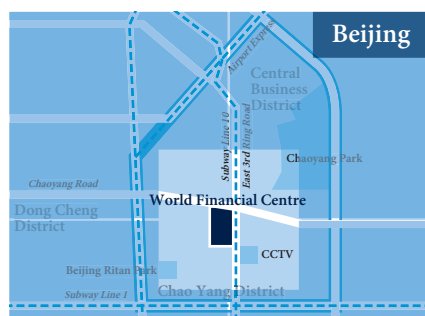 Beijing
Airport Express
Central
Business
District
Subway Line 10
East 3rd Ring Road
Chaoyang Park
Chaoyang Road
World Financial Centre
Dong Cheng
District
CCTV
Beijing Ritan Park
Subway Line 1
Chao Yang District